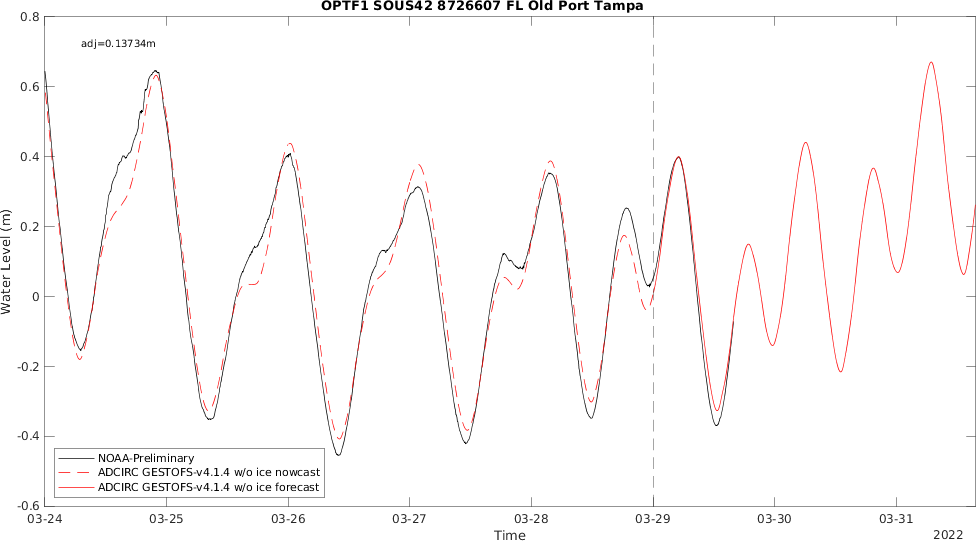 OPTF1 SOUS42 8726607 FL Old Port Tampa
adj=0.13734m
0.8
0.6
0.4
0.2
0
-0.2
-0.4
-0.6
Water Level (m)
NOAA-Preliminary
ADCIRC GESTOFS-v4.1.4 w/o ice nowcast
ADCIRC GESTOFS-v4.1.4 w/o ice forecast
03-24 03-25 03-26 03-27 03-28 03-29 03-30 03-31
Time
2022